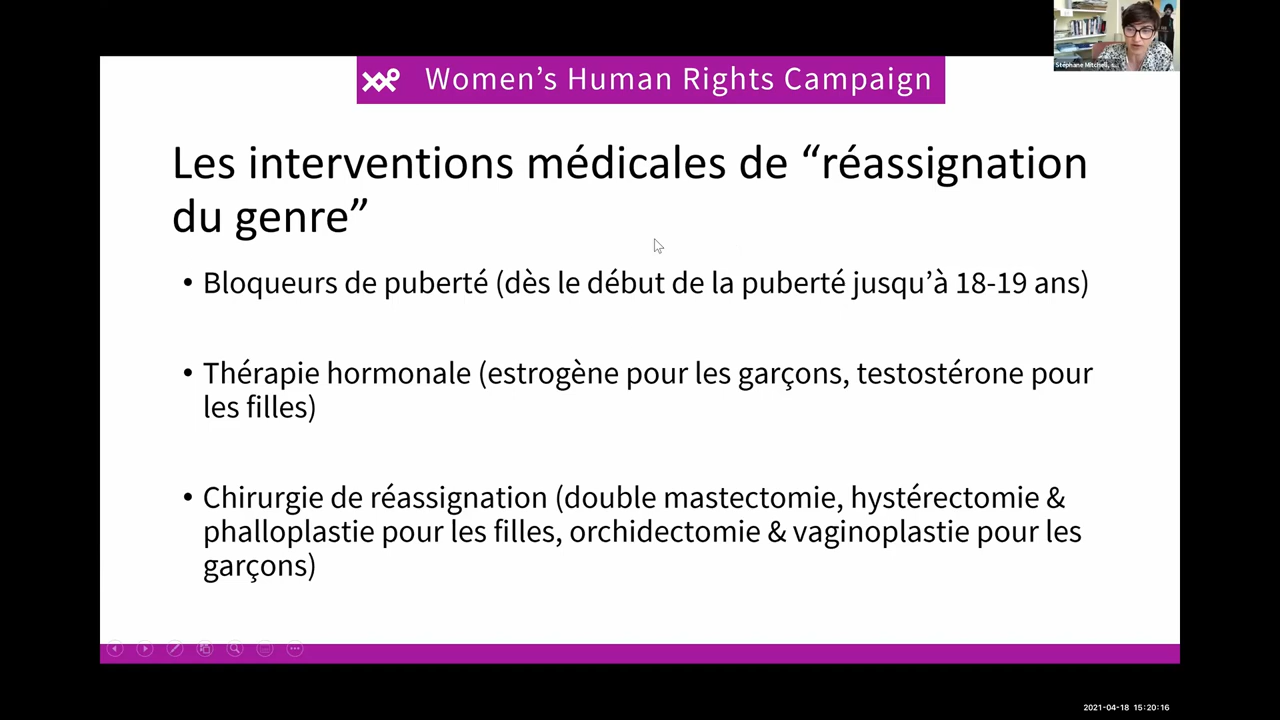 Stéphane Mitchell, s...
Women's Human Rights Campaign
Les interventions médicales de “réassignation
du genre”
• Bloqueurs de puberté (dès le début de la puberté jusqu’à 18-19 ans)
• Thérapie hormonale (estrogène pour les garçons, testostérone pour
les filles)
• Chirurgie de réassignation (double mastectomie, hystérectomie &
phalloplastie pour les filles, orchidectomie & vaginoplastie pour les
garçons)
2021-04-18 15:20:16